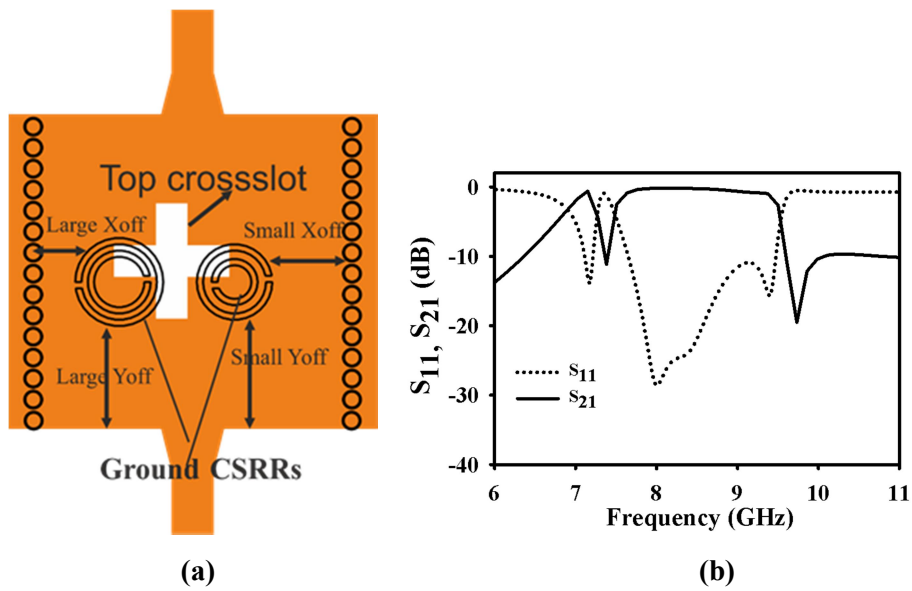 Top crossslot
Large Xoff
Small Xoff
Large Yoff
Small Yoff
Ground CSRRs
(a)
S11, S21 (dB)
0
-10
-20
-30
-40
S11
S21
6 7 8 9 10 11
Frequency (GHz)
(b)